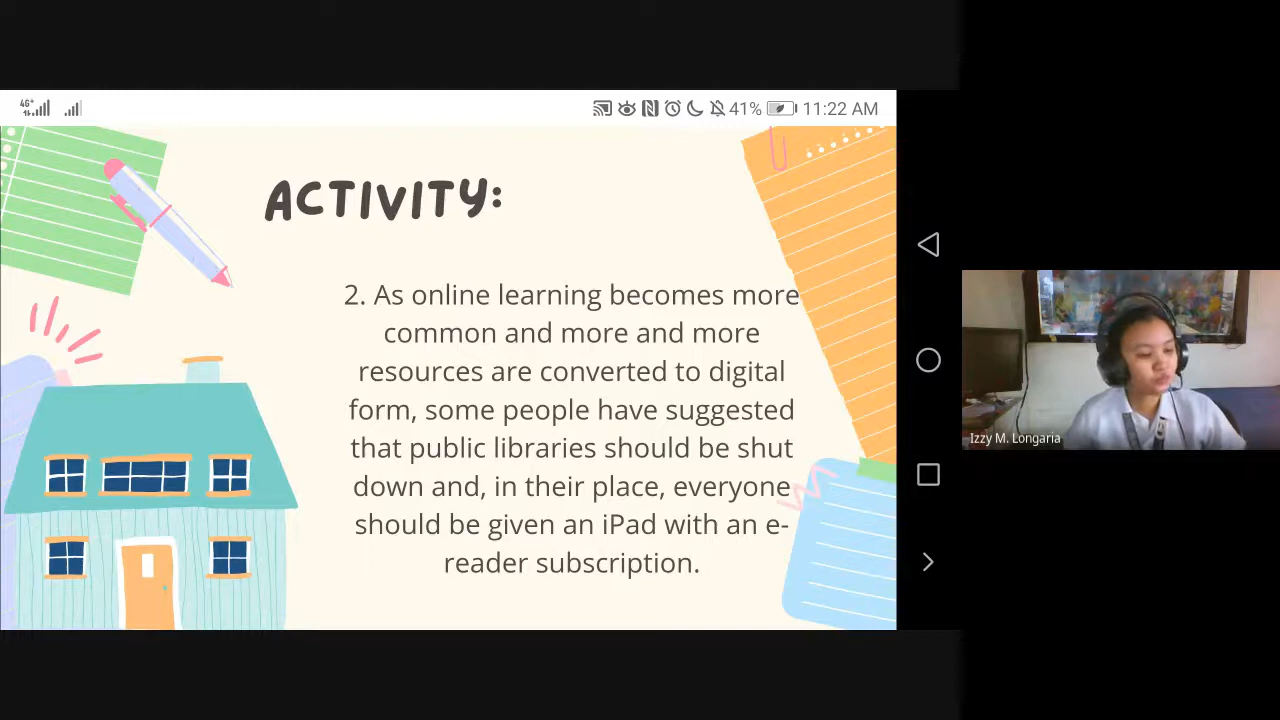 4G+
41%
11:22 AM
ACTIVITY:
2. As online learning becomes more
common and more and more
resources are converted to digital
form, some people have suggested
that public libraries should be shut
down and, in their place, everyone
should be given an iPad with an e-
reader subscription.
Izzy M. Longaria